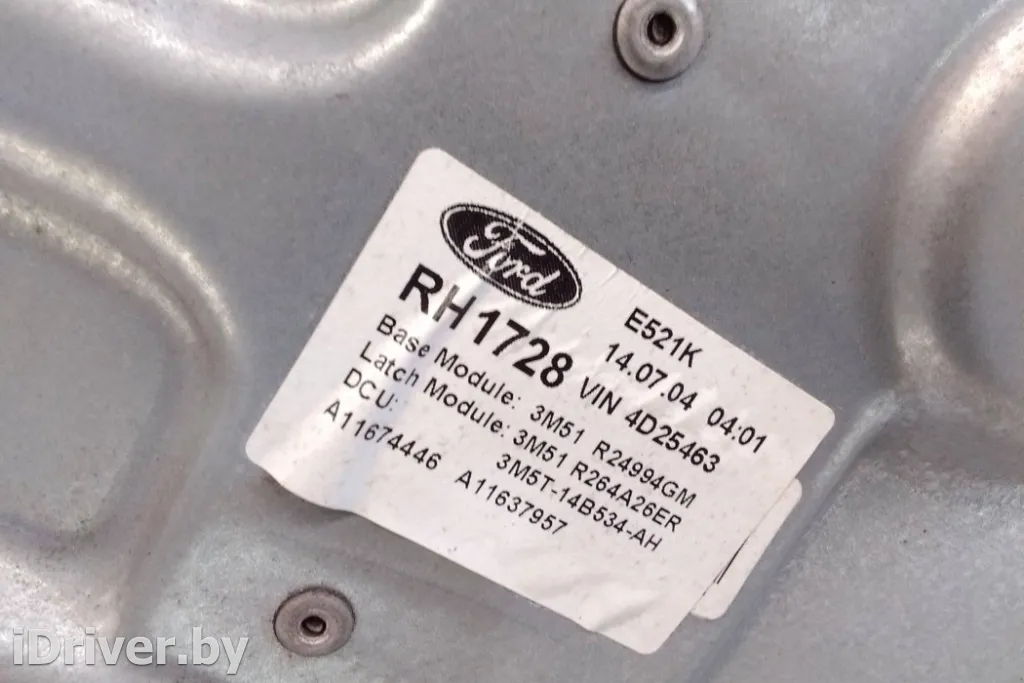 Ford
E521K
RH1728 14.07.04 04:01
VIN 4D25463
Base Module: 3M51 R24994GM
Latch Module: 3M51 R264A26ER
DCU: 3M5T-14B534-AH
A11674446 A11637957
iDriver.by